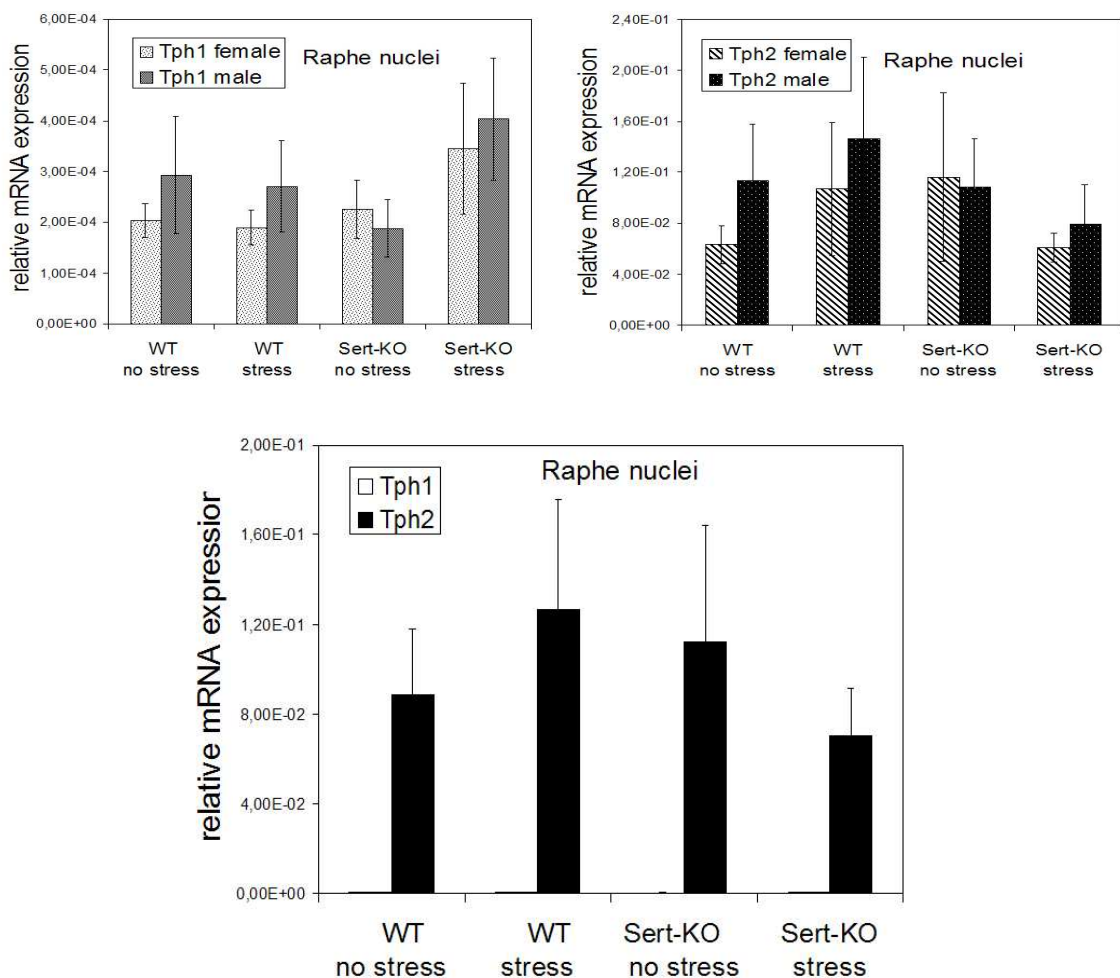 6,00E-04
5,00E-04
4,00E-04
3,00E-04
2,00E-04
1,00E-04
0,00E+00
relative mRNA expression
Tph1 female
Tph1 male
Raphe nuclei
WT no stress
WT stress
Sert-KO no stress
Sert-KO stress
2,40E-01
2,00E-01
1,60E-01
1,20E-01
8,00E-02
4,00E-02
0,00E+00
relative mRNA expression
Tph2 female
Tph2 male
Raphe nuclei
WT no stress
WT stress
Sert-KO no stress
Sert-KO stress
2,00E-01
1,60E-01
1,20E-01
8,00E-02
4,00E-02
0,00E+00
relative mRNA expressior
Tph1
Tph2
Raphe nuclei
WT no stress
WT stress
Sert-KO no stress
Sert-KO stress